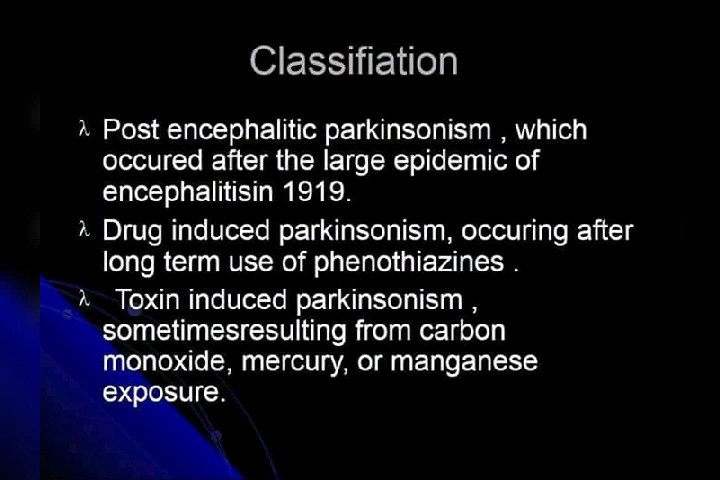 Classifiation
λ Post encephalitic parkinsonism , which
occured after the large epidemic of
encephalitisin 1919.
λ Drug induced parkinsonism, occuring after
long term use of phenothiazines .
λ Toxin induced parkinsonism ,
sometimesresulting from carbon
monoxide, mercury, or manganese
exposure.